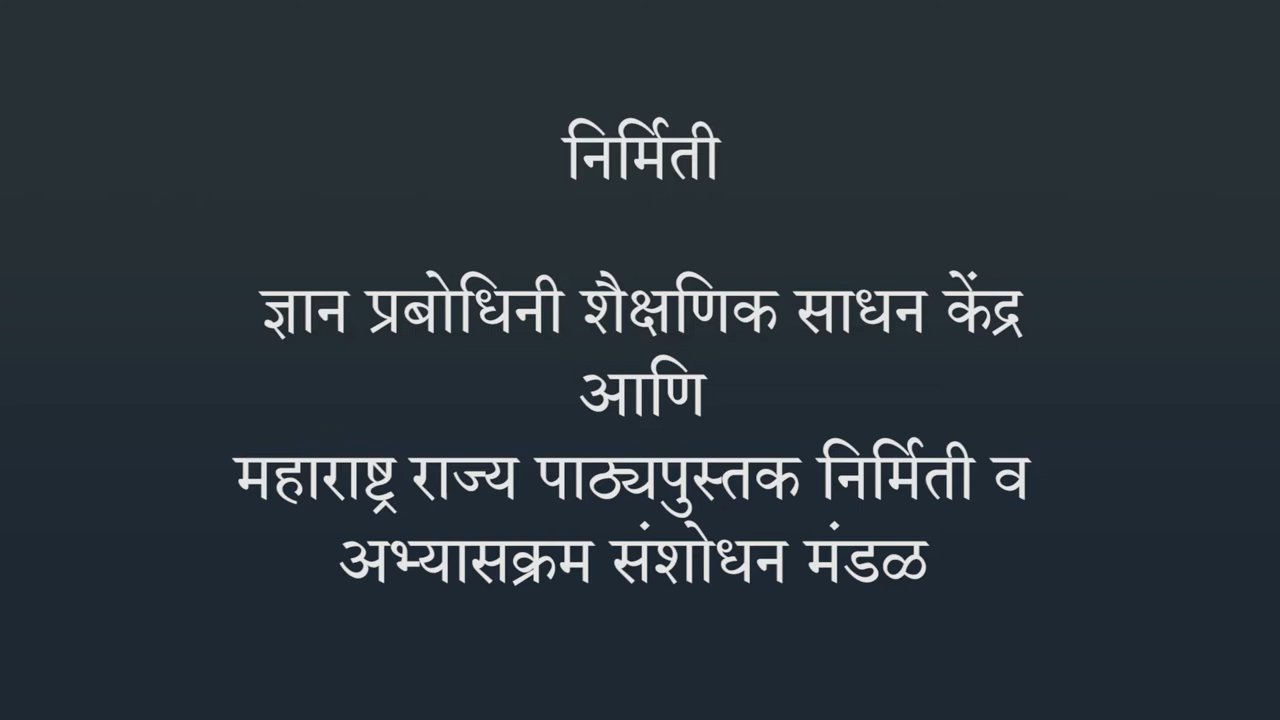 निर्मिती
ज्ञान प्रबोधिनी शैक्षणिक साधन केंद्र
आणि
महाराष्ट्र राज्य पाठ्यपुस्तक निर्मिती व
अभ्यासक्रम संशोधन मंडळ